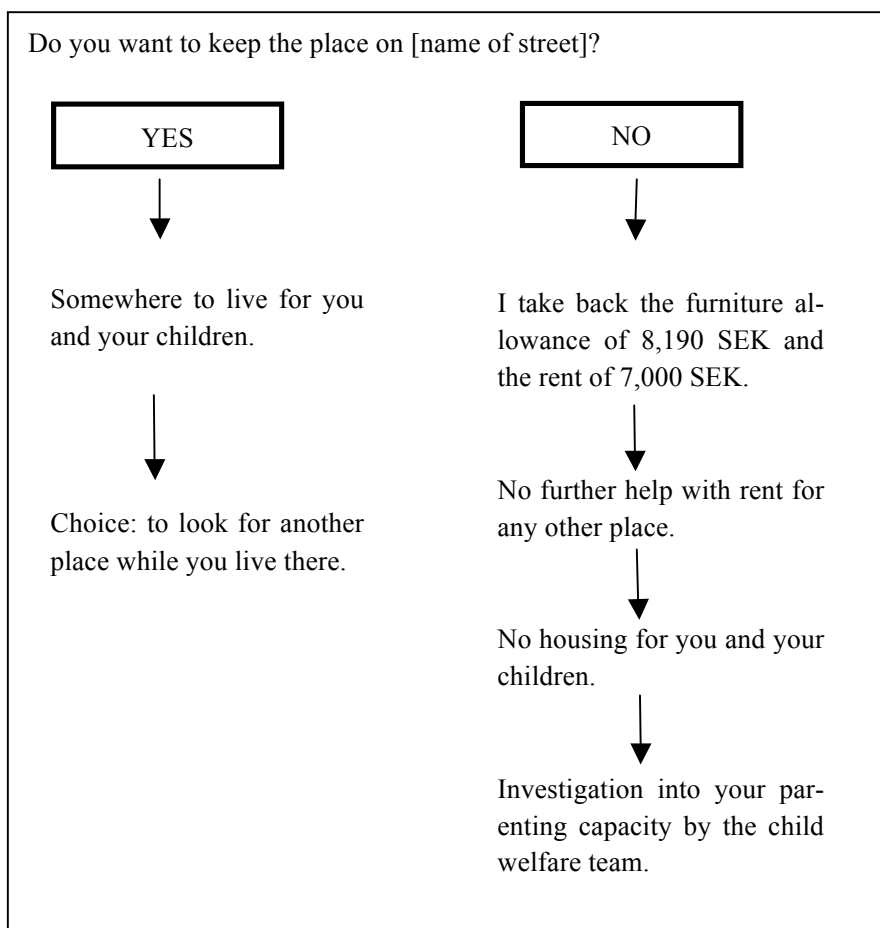 Do you want to keep the place on [name of street]?
YES
Somewhere to live for you
and your children.
Choice: to look for another
place while you live there.
NO
I take back the furniture al-
lowance of 8,190 SEK and
the rent of 7,000 SEK.
No further help with rent for
any other place.
No housing for you and your
children.
Investigation into your par-
enting capacity by the child
welfare team.